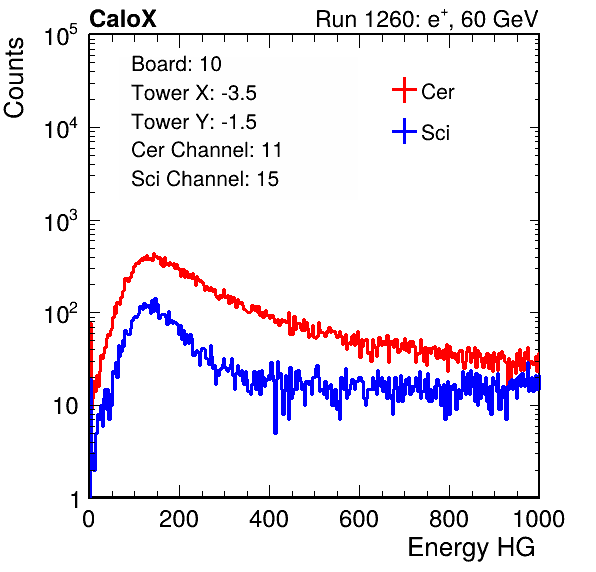 CaloX Run 1260: e+, 60 GeV
Counts
Board: 10
Tower X: -3.5
Tower Y: -1.5
Cer Channel: 11
Sci Channel: 15
Cer
Sci
10^5
10^4
10^3
10^2
10
1
0 200 400 600 800 1000
Energy HG